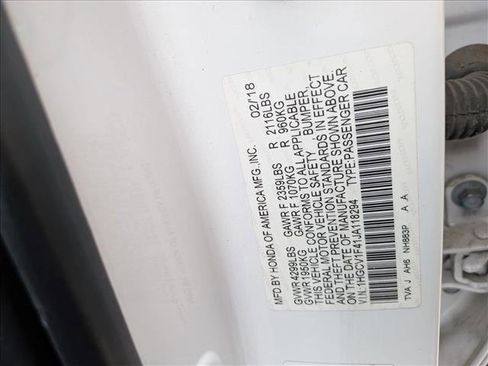 MFD BY HONDA OF AMERICA MFG., INC. 02/18
GVWR 4299LBS GAWR F 2359LBS R 2116LBS
GVWR 1950KG GAWR F 1070KG R 960KG
THIS VEHICLE CONFORMS TO ALL APPLICABLE
FEDERAL MOTOR VEHICLE SAFETY BUMPER,
AND THEFT PREVENTION STANDARDS IN EFFECT
ON THE DATE OF MANUFACTURE SHOWN ABOVE.
V.I.N.: 1HGCV1F41JA128294 TYPE:PASSENGER CAR
TVA J AH6 NH883P A A